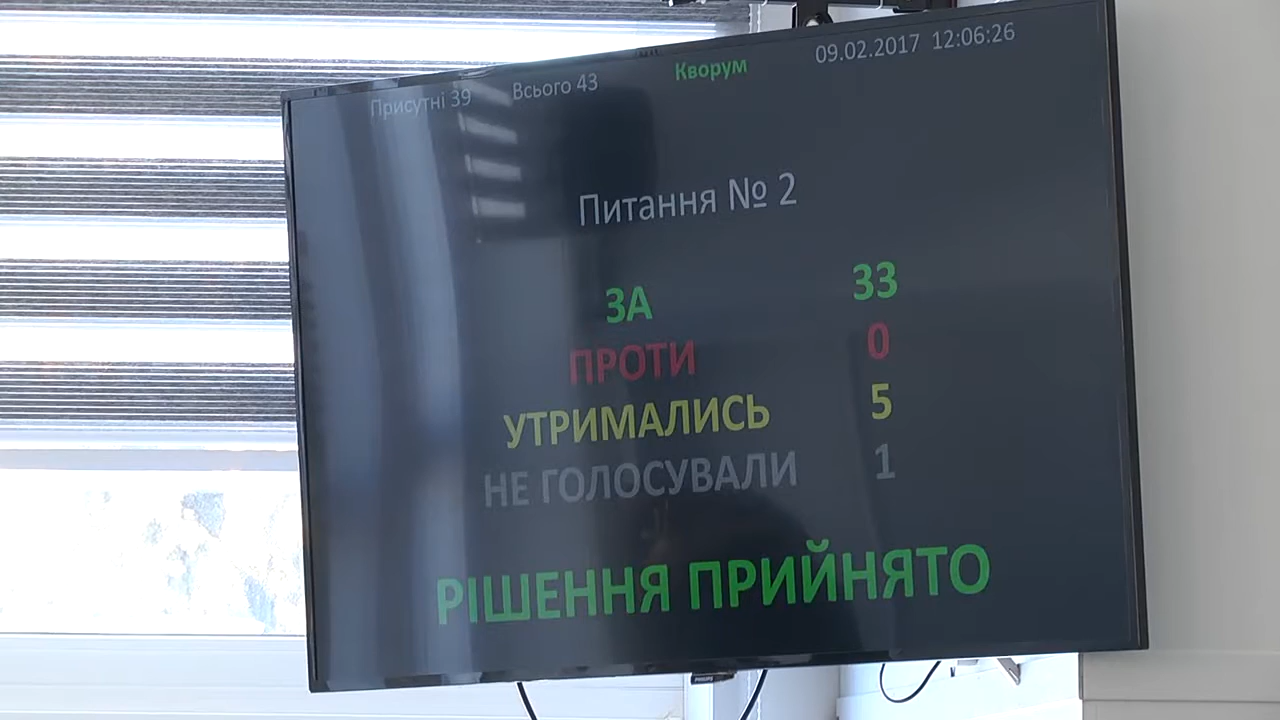 Присутні 39 Всього 43 Кворум 09.02.2017 12:06:26
Питання № 2
ЗА 33
ПРОТИ 0
УТРИМАЛИСЬ 5
НЕ ГОЛОСУВАЛИ 1
РІШЕННЯ ПРИЙНЯТО
PHILIPS